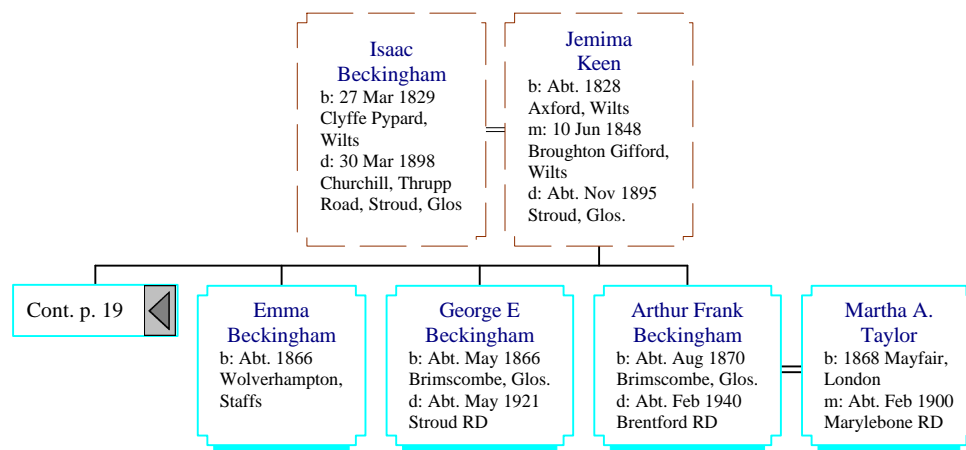 Isaac
Beckingham
b: 27 Mar 1829
Clyffe Pypard,
Wilts
d: 30 Mar 1898
Churchill, Thrupp
Road, Stroud, Glos
Jemima
Keen
b: Abt. 1828
Axford, Wilts
m: 10 Jun 1848
Broughton Gifford,
Wilts
d: Abt. Nov 1895
Stroud, Glos.
Cont. p. 19
Emma
Beckingham
b: Abt. 1866
Wolverhampton,
Staffs
George E
Beckingham
b: Abt. May 1866
Brimscombe, Glos.
d: Abt. May 1921
Stroud RD
Arthur Frank
Beckingham
b: Abt. Aug 1870
Brimscombe, Glos.
d: Abt. Feb 1940
Brentford RD
Martha A.
Taylor
b: 1868 Mayfair,
London
m: Abt. Feb 1900
Marylebone RD